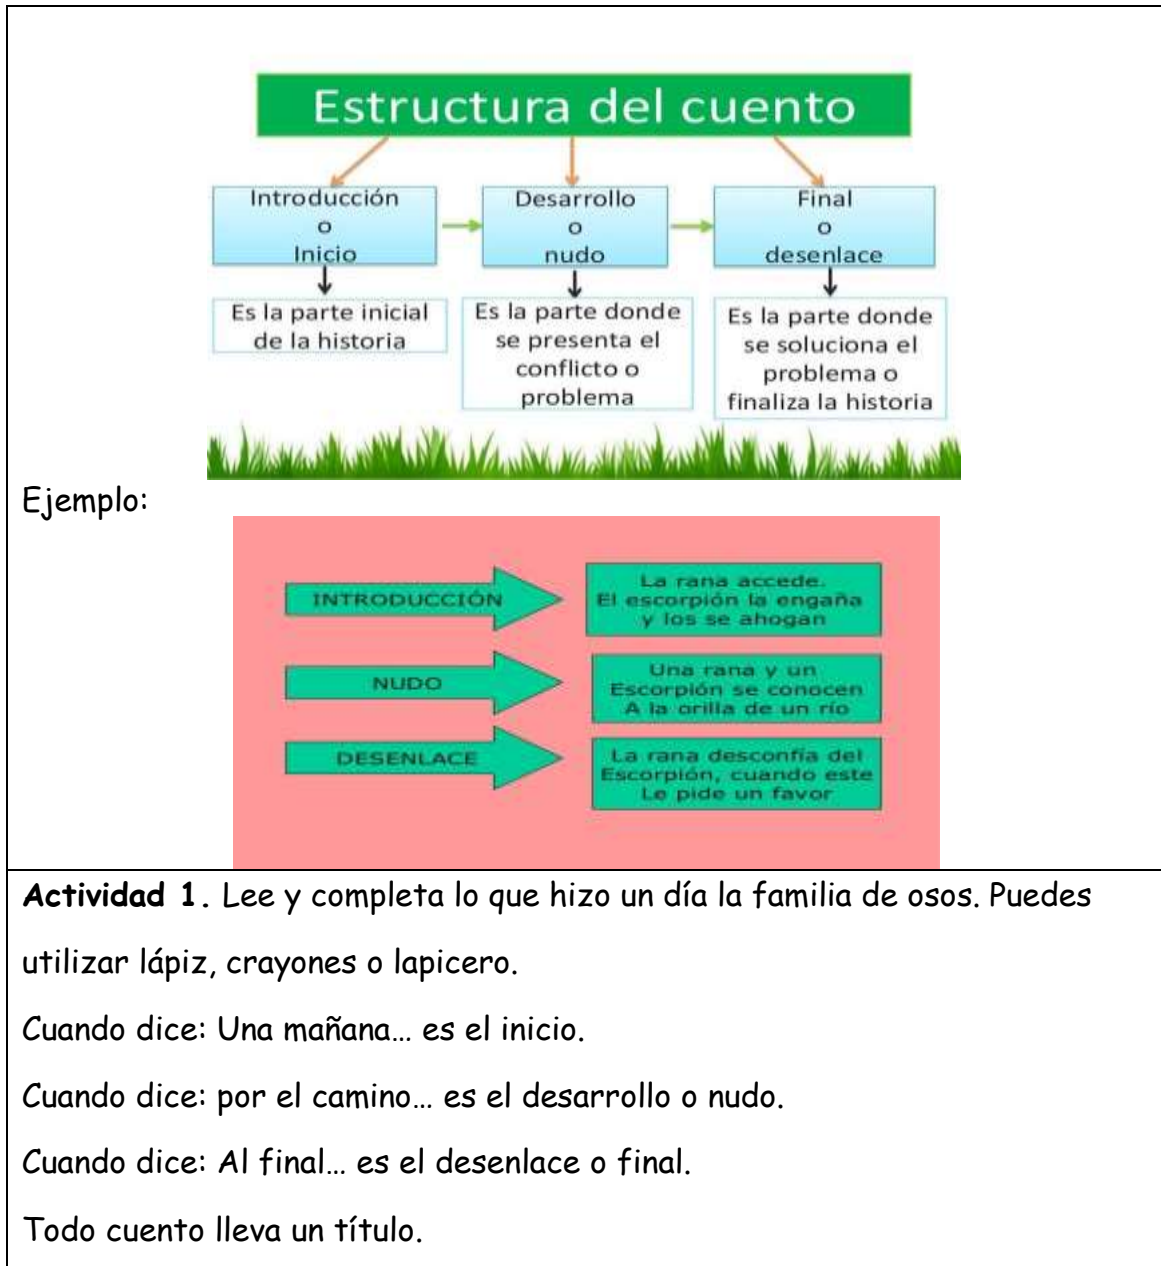 Estructura del cuento
Introducción
o
Inicio
Desarrollo
o
nudo
Final
o
desenlace
Es la parte inicial
de la historia
Es la parte donde
se presenta el
conflicto o
problema
Es la parte donde
se soluciona el
problema o
finaliza la historia
Ejemplo:
INTRODUCCIÓN
La rana accede.
El escorpión la engaña
y los se ahogan
NUDO
Una rana y un
Escorpión se conocen
A la orilla de un río
DESENLACE
La rana desconfía del
Escorpión, cuando este
Le pide un favor
Actividad 1. Lee y completa lo que hizo un día la familia de osos. Puedes
utilizar lápiz, crayones o lapicero.
Cuando dice: Una mañana… es el inicio.
Cuando dice: por el camino… es el desarrollo o nudo.
Cuando dice: Al final… es el desenlace o final.
Todo cuento lleva un título.